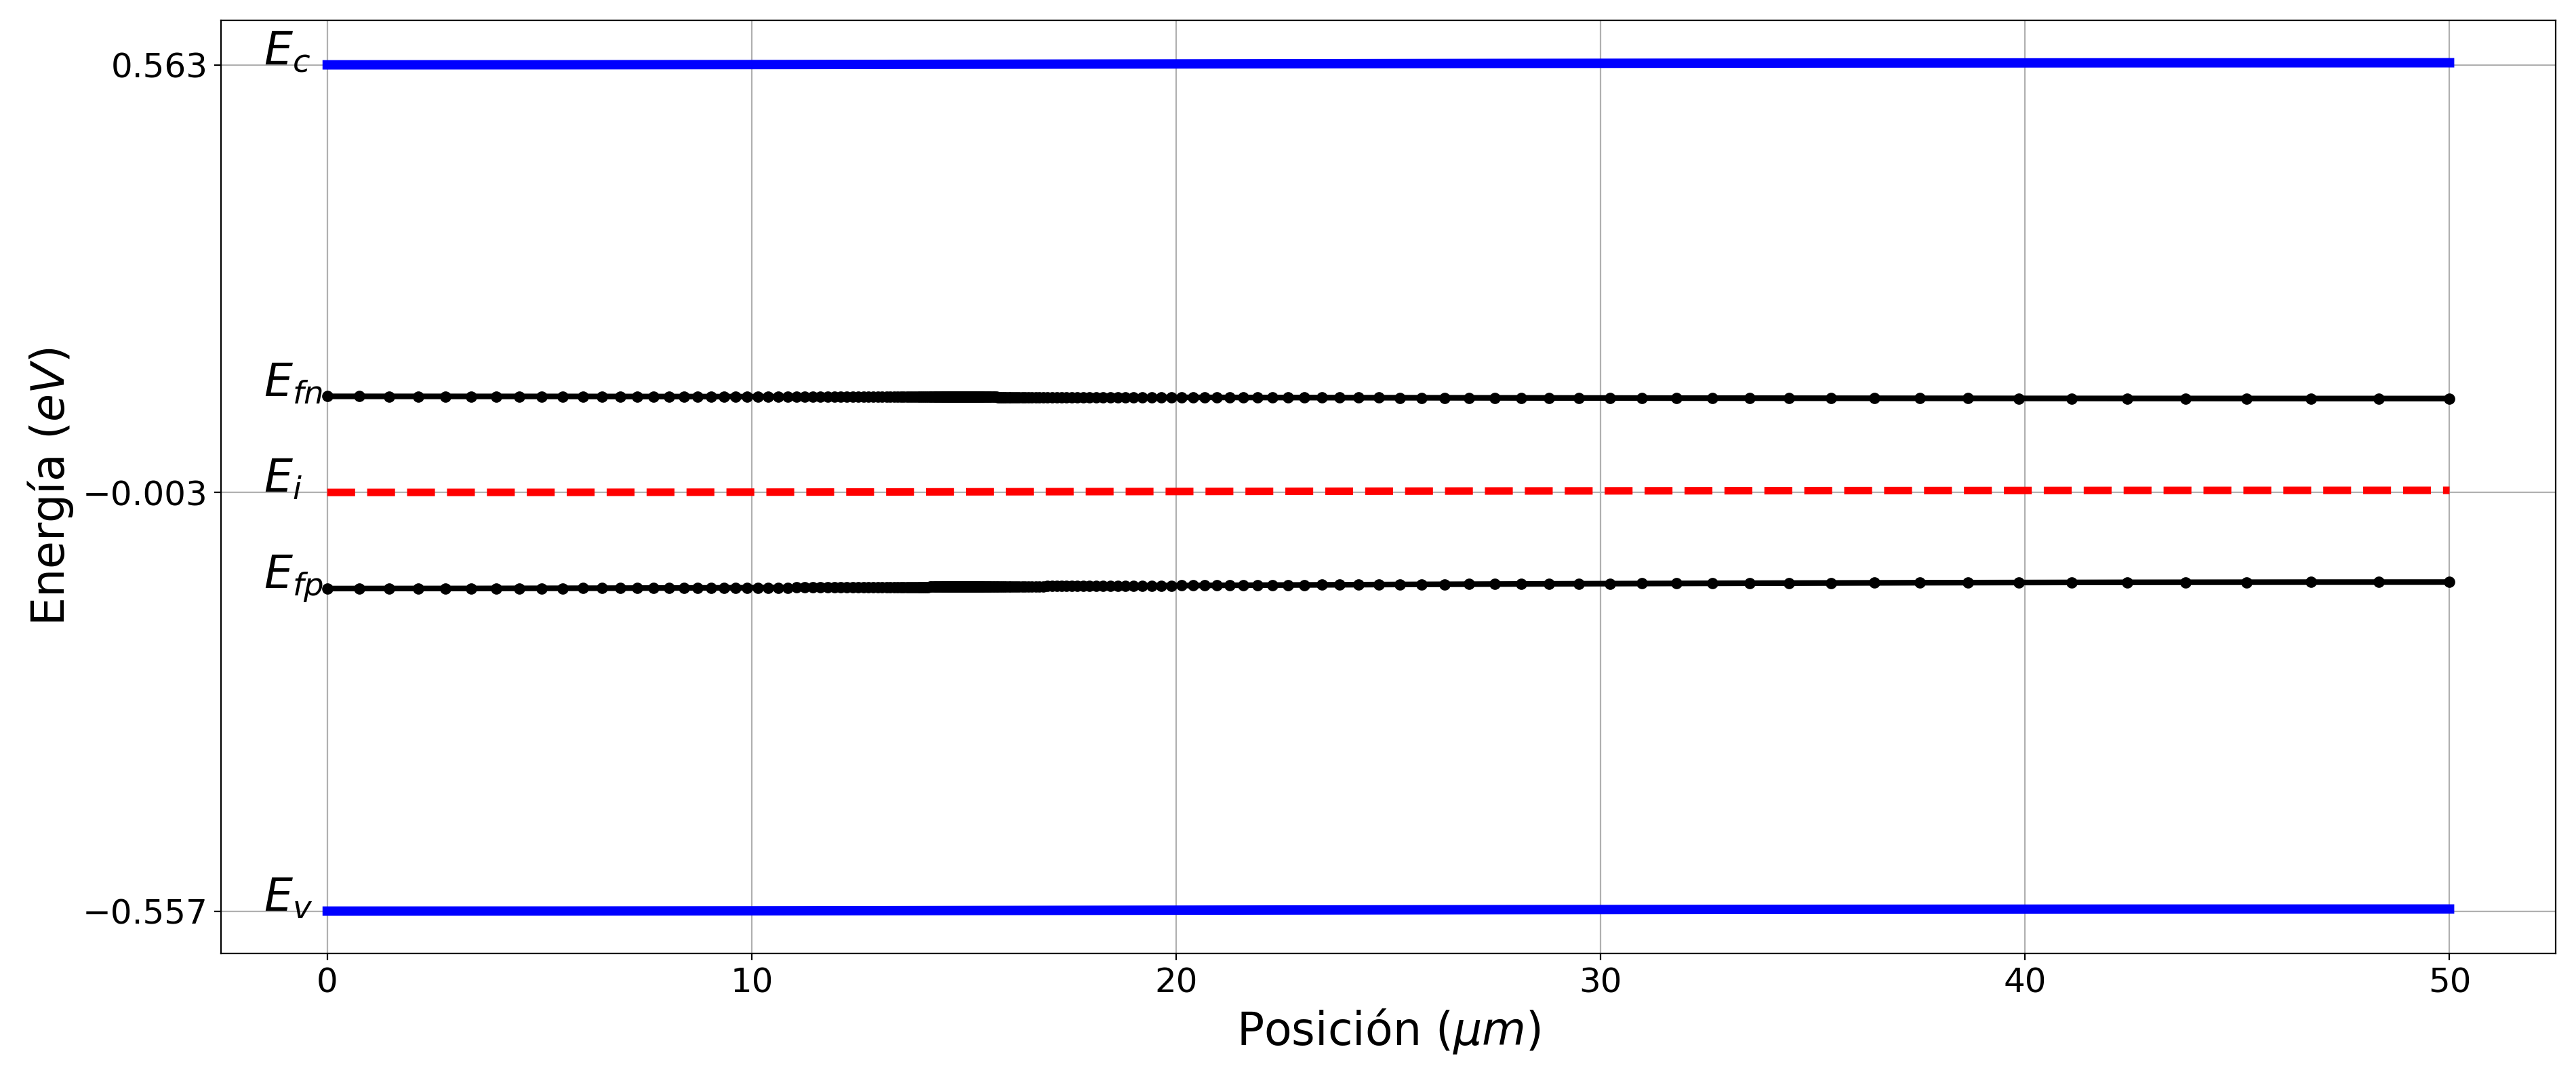 Energía (eV)
0.563
−0.003
−0.557
E_c
E_fn
E_i
E_fp
E_v
0 10 20 30 40 50
Posición (μm)